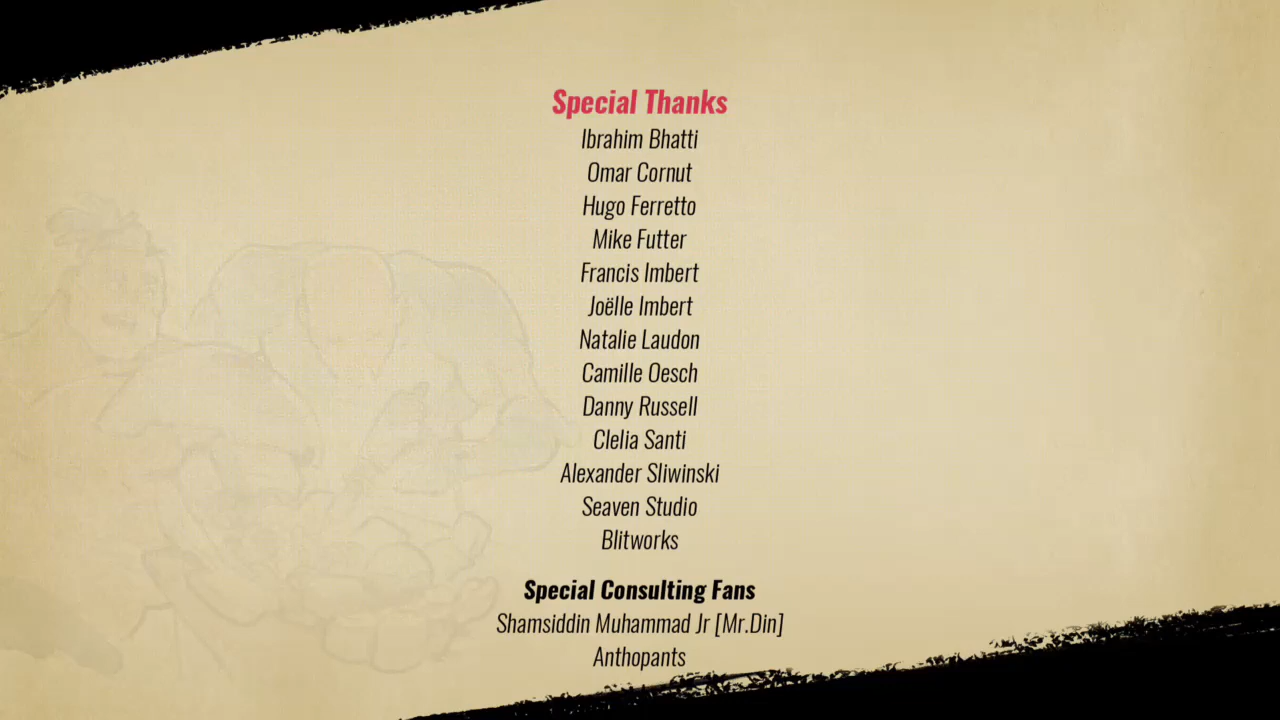 Special Thanks
Ibrahim Bhatti
Omar Cornut
Hugo Ferretto
Mike Futter
Francis Imbert
Joëlle Imbert
Natalie Laudon
Camille Oesch
Danny Russell
Clelia Santi
Alexander Sliwinski
Seaven Studio
Blitworks
Special Consulting Fans
Shamsiddin Muhammad Jr [Mr.Din]
Anthopants